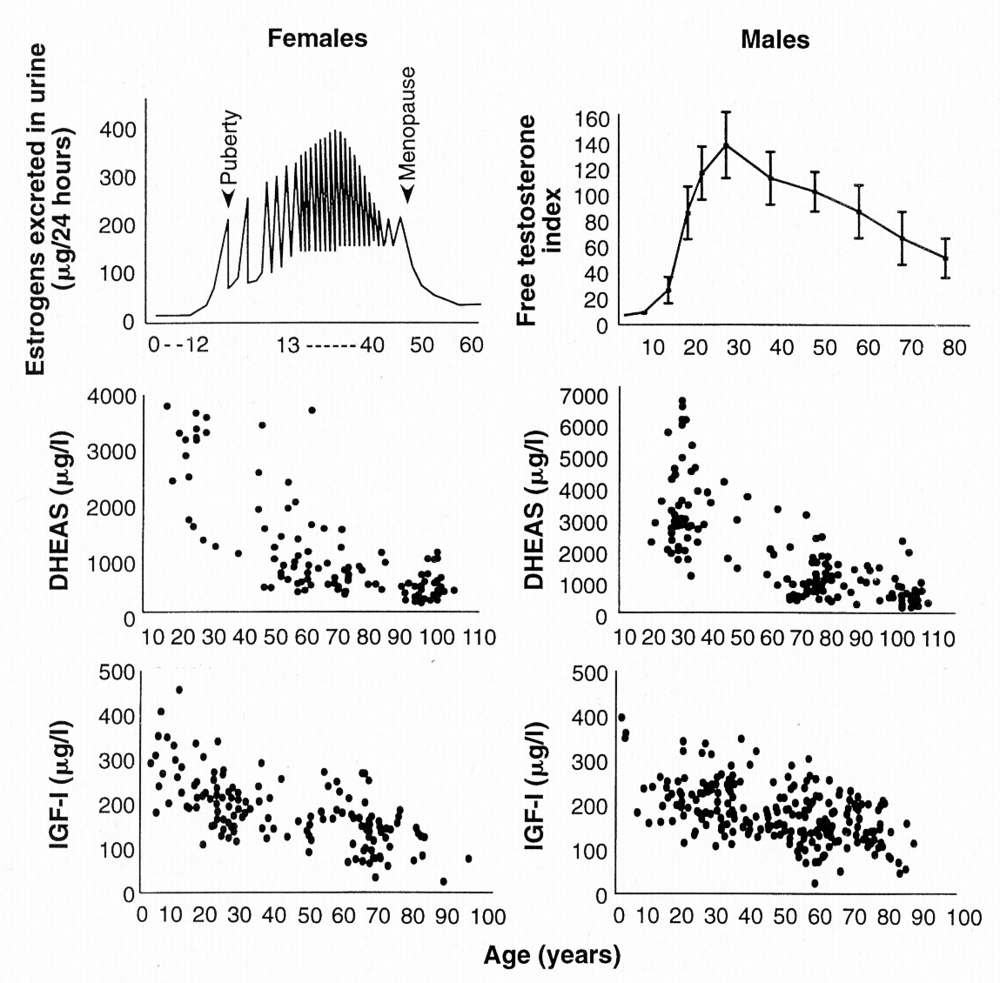 Females
Males
Estrogens excreted in urine
(µg/24 hours)
400
300
200
100
0
Puberty
Menopause
0 - - 12 13 ------ 40 50 60
Free testosterone
index
160
140
120
100
80
60
40
20
0
10 20 30 40 50 60 70 80
DHEAS (µg/l)
4000
3000
2000
1000
0
10 20 30 40 50 60 70 80 90 100 110
DHEAS (µg/l)
7000
6000
5000
4000
3000
2000
1000
0
10 20 30 40 50 60 70 80 90 100 110
IGF-I (µg/l)
500
400
300
200
100
0
0 10 20 30 40 50 60 70 80 90 100
IGF-I (µg/l)
500
400
300
200
100
0
0 10 20 30 40 50 60 70 80 90 100
Age (years)